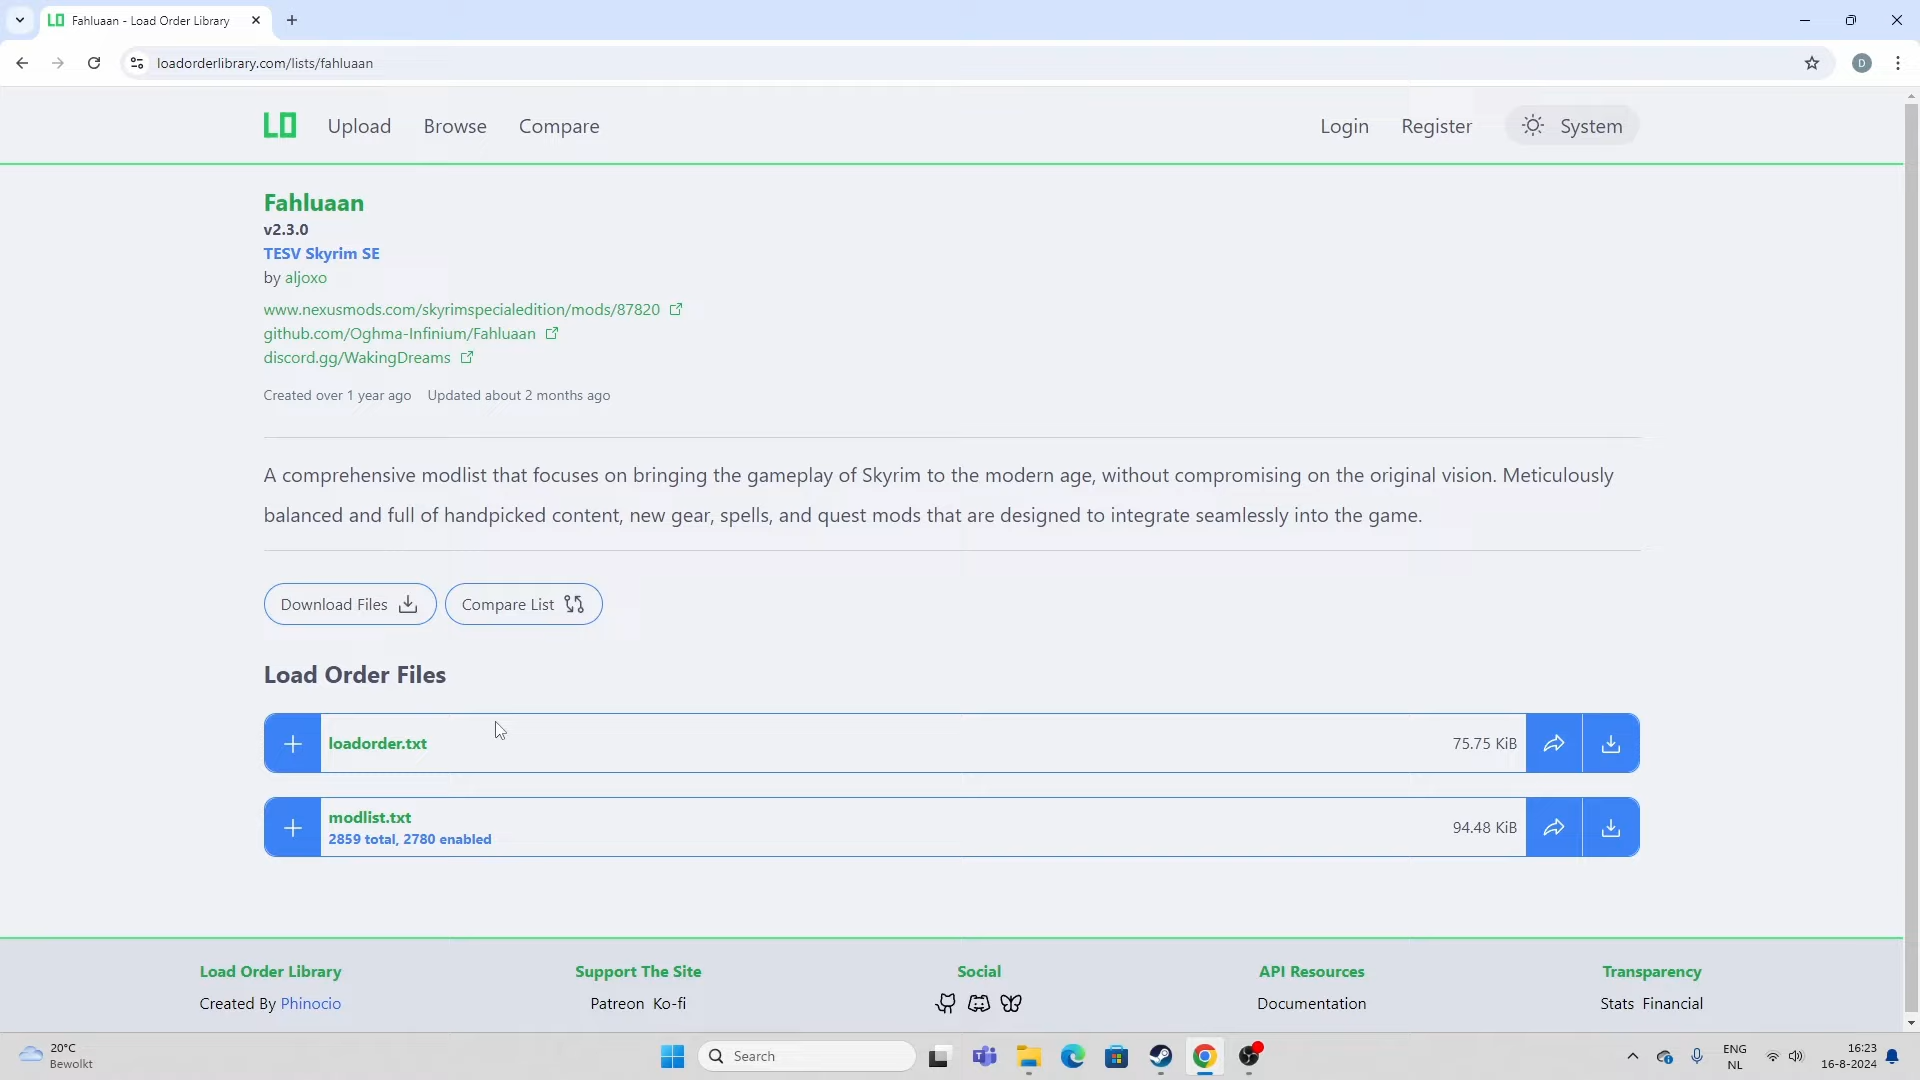 Fahluaan - Load Order Library
loadorderlibrary.com/lists/fahluaan
D
LO
Upload
Browse
Compare
Login
Register
System
Fahluaan
v2.3.0
TESV Skyrim SE
by aljoxo
www.nexusmods.com/skyrimspecialedition/mods/87820
github.com/Oghma-Infinium/Fahluaan
discord.gg/WakingDreams
Created over 1 year ago Updated about 2 months ago
A comprehensive modlist that focuses on bringing the gameplay of Skyrim to the modern age, without compromising on the original vision. Meticulously
balanced and full of handpicked content, new gear, spells, and quest mods that are designed to integrate seamlessly into the game.
Download Files
Compare List
Load Order Files
loadorder.txt
75.75 KiB
modlist.txt
2859 total, 2780 enabled
94.48 KiB
Load Order Library
Created By Phinocio
Support The Site
Patreon Ko-fi
Social
API Resources
Documentation
Transparency
Stats Financial
20°C
Bewolkt
Search
ENG
NL
16:23
16-8-2024